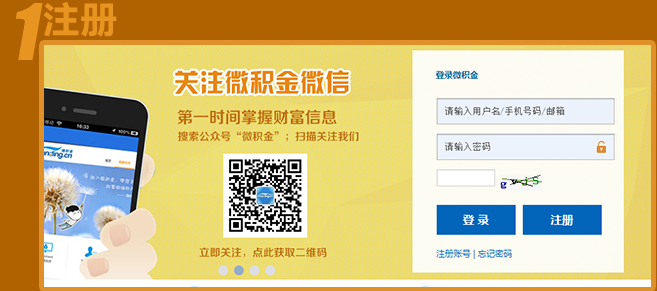 1注册
关注微积金微信
第一时间掌握财富信息
搜索公众号“微积金”；扫描关注我们
立即关注，点此获取二维码
16:33
100%
nding.cn
登录微积金
请输入用户名/手机号码/邮箱
请输入密码
登 录
注册
注册账号 | 忘记密码